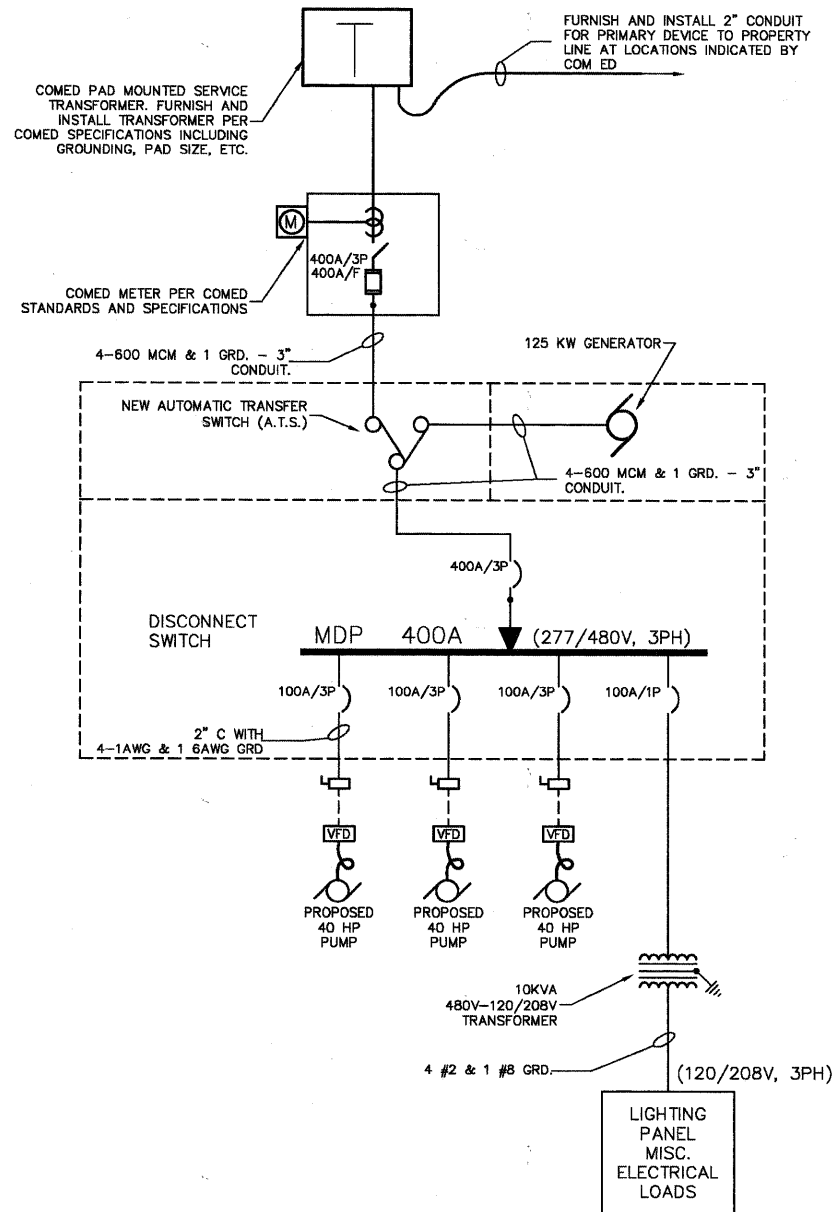 FURNISH AND INSTALL 2" CONDUIT
FOR PRIMARY DEVICE TO PROPERTY
LINE AT LOCATIONS INDICATED BY
COM ED
T
COMED PAD MOUNTED SERVICE
TRANSFORMER. FURNISH AND
INSTALL TRANSFORMER PER
COMED SPECIFICATIONS INCLUDING
GROUNDING, PAD SIZE, ETC.
M
400A/3P
400A/F
COMED METER PER COMED
STANDARDS AND SPECIFICATIONS
4-600 MCM & 1 GRD. - 3"
CONDUIT.
125 KW GENERATOR
NEW AUTOMATIC TRANSFER
SWITCH (A.T.S.)
4-600 MCM & 1 GRD. - 3"
CONDUIT.
400A/3P
DISCONNECT
SWITCH
MDP 400A (277/480V, 3PH)
100A/3P 100A/3P 100A/3P 100A/1P
2" C WITH
4-1AWG & 1 6AWG GRD
VFD VFD VFD
PROPOSED
40 HP
PUMP
PROPOSED
40 HP
PUMP
PROPOSED
40 HP
PUMP
10KVA
480V-120/208V
TRANSFORMER
4 #2 & 1 #8 GRD.
(120/208V, 3PH)
LIGHTING
PANEL
MISC.
ELECTRICAL
LOADS